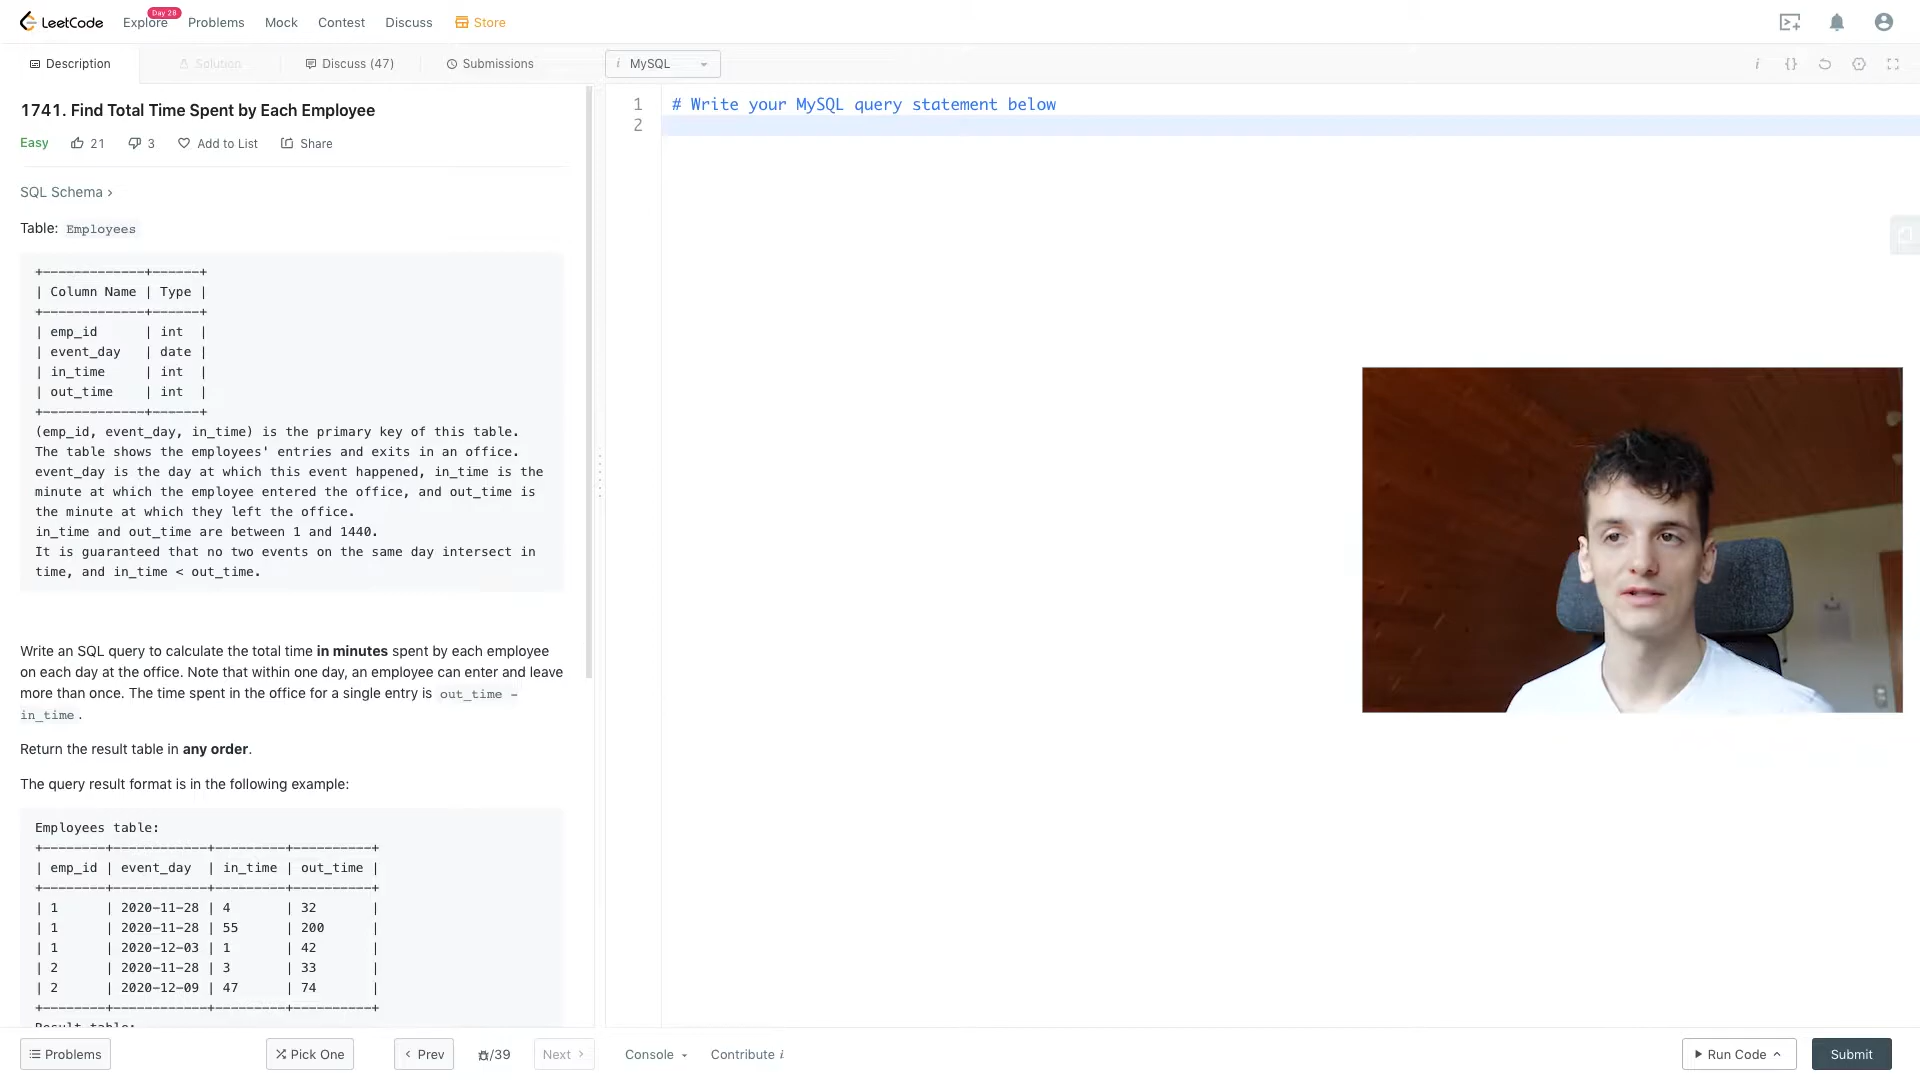 LeetCode
Explore
Day 28
Problems
Mock
Contest
Discuss
Store
Description
Solution
Discuss (47)
Submissions
i MySQL
i {}
1741. Find Total Time Spent by Each Employee
Easy 21 3 Add to List Share
SQL Schema ›
Table: Employees
+-------------+------+
| Column Name | Type |
+-------------+------+
| emp_id      | int  |
| event_day   | date |
| in_time     | int  |
| out_time    | int  |
+-------------+------+
(emp_id, event_day, in_time) is the primary key of this table.
The table shows the employees' entries and exits in an office.
event_day is the day at which this event happened, in_time is the
minute at which the employee entered the office, and out_time is
the minute at which they left the office.
in_time and out_time are between 1 and 1440.
It is guaranteed that no two events on the same day intersect in
time, and in_time < out_time.
Write an SQL query to calculate the total time in minutes spent by each employee
on each day at the office. Note that within one day, an employee can enter and leave
more than once. The time spent in the office for a single entry is out_time -
in_time.
Return the result table in any order.
The query result format is in the following example:
Employees table:
+--------+------------+---------+----------+
| emp_id | event_day  | in_time | out_time |
+--------+------------+---------+----------+
| 1      | 2020-11-28 | 4       | 32       |
| 1      | 2020-11-28 | 55      | 200      |
| 1      | 2020-12-03 | 1       | 42       |
| 2      | 2020-11-28 | 3       | 33       |
| 2      | 2020-12-09 | 47      | 74       |
+--------+------------+---------+----------+
Result table:
1 # Write your MySQL query statement below
2
Problems
Pick One
‹ Prev
/39
Next ›
Console
Contribute i
Run Code
Submit